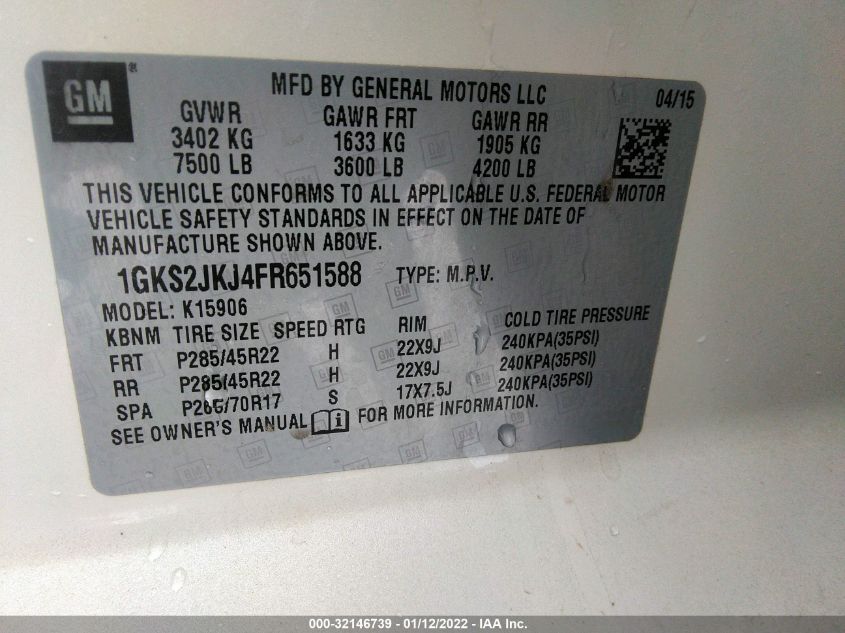 GM ® MFD BY GENERAL MOTORS LLC 04/15
GVWR GAWR FRT GAWR RR
3402 KG 1633 KG 1905 KG
7500 LB 3600 LB 4200 LB
THIS VEHICLE CONFORMS TO ALL APPLICABLE U.S. FEDERAL MOTOR
VEHICLE SAFETY STANDARDS IN EFFECT ON THE DATE OF
MANUFACTURE SHOWN ABOVE.
1GKS2JKJ4FR651588 TYPE: M.P.V.
MODEL: K15906
KBNM TIRE SIZE SPEED RTG RIM COLD TIRE PRESSURE
FRT P285/45R22 H 22X9J 240KPA(35PSI)
RR P285/45R22 H 22X9J 240KPA(35PSI)
SPA P265/70R17 S 17X7.5J 240KPA(35PSI)
SEE OWNER'S MANUAL FOR MORE INFORMATION.
000-32146739 - 01/12/2022 - IAA Inc.